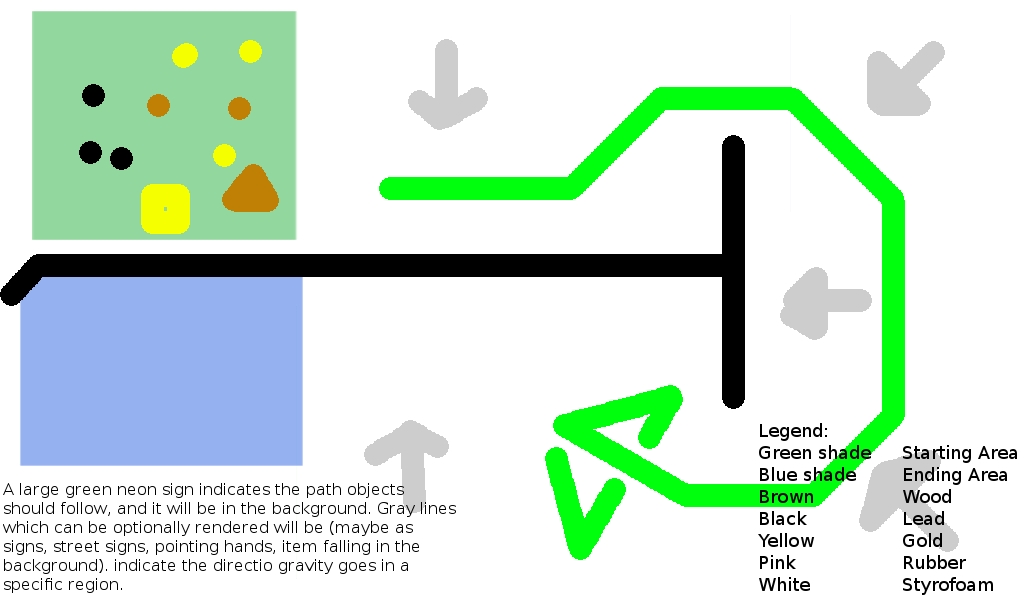 Legend:
Green shade Starting Area
Blue shade Ending Area
Brown Wood
Black Lead
Yellow Gold
Pink Rubber
White Styrofoam
A large green neon sign indicates the path objects
should follow, and it will be in the background. Gray lines
which can be optionally rendered will be (maybe as
signs, street signs, pointing hands, item falling in the
background). indicate the directio gravity goes in a
specific region.